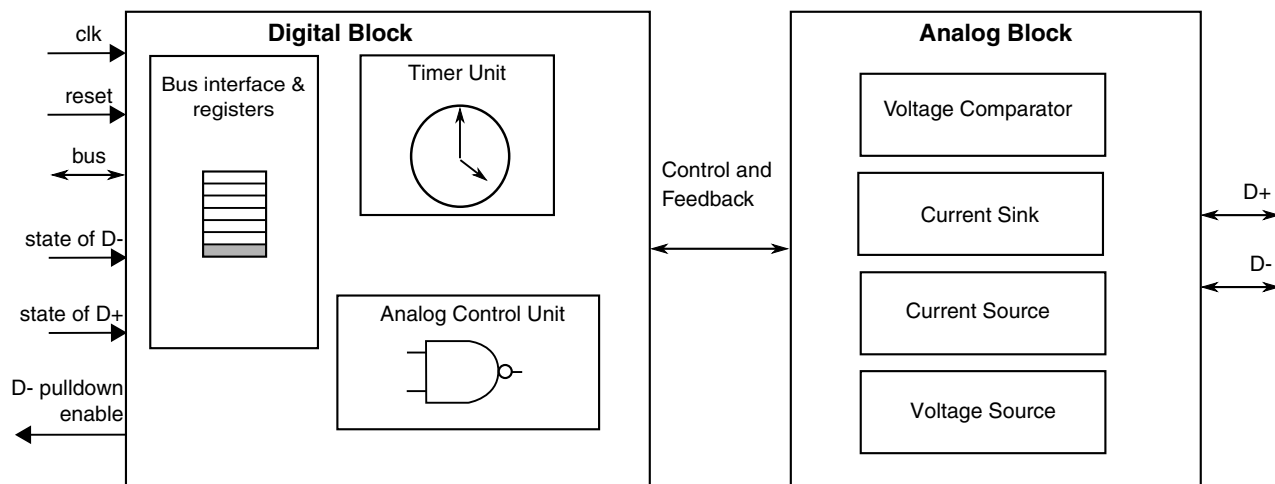 Digital Block
Analog Block
clk
reset
bus
state of D-
state of D+
D- pulldown
enable
Bus interface &
registers
Timer Unit
Analog Control Unit
Control and
Feedback
Voltage Comparator
Current Sink
Current Source
Voltage Source
D+
D-